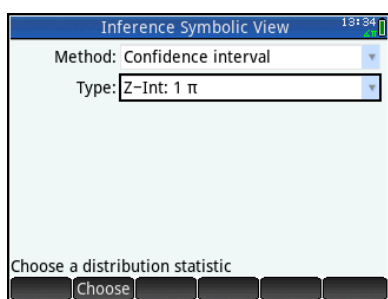 Inference Symbolic View
13:34
∡π
Method: Confidence interval
Type: Z-Int: 1 π
Choose a distribution statistic
Choose